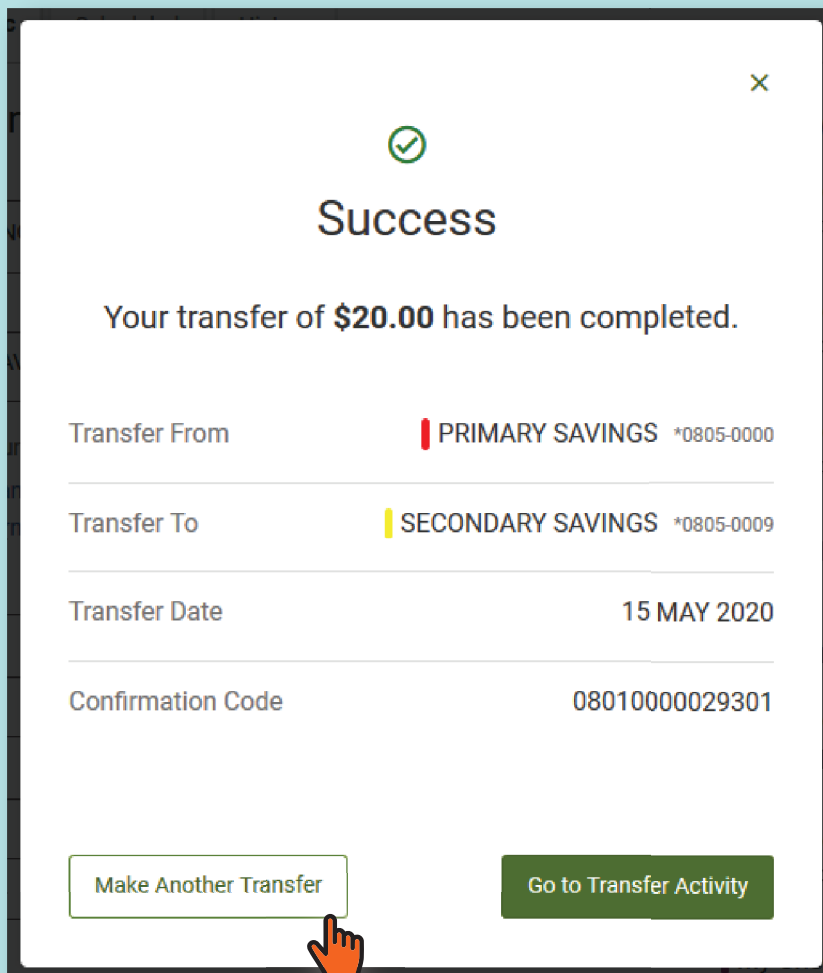 Success
Your transfer of $20.00 has been completed.
Transfer From PRIMARY SAVINGS *0805-0000
Transfer To SECONDARY SAVINGS *0805-0009
Transfer Date 15 MAY 2020
Confirmation Code 08010000029301
Make Another Transfer Go to Transfer Activity